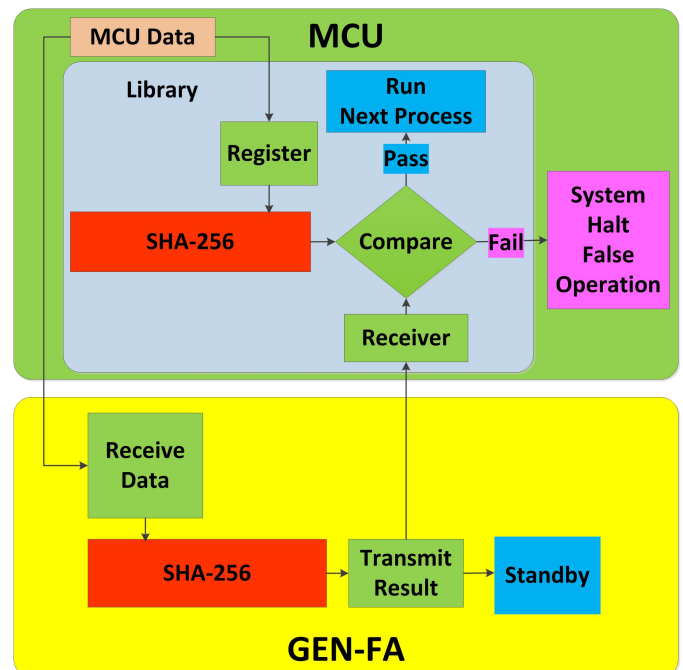 MCU Data
MCU
Library
Run
Next Process
Register
Pass
System
Halt
False
Operation
SHA-256
Compare
Fail
Receiver
Receive
Data
SHA-256
Transmit
Result
Standby
GEN-FA